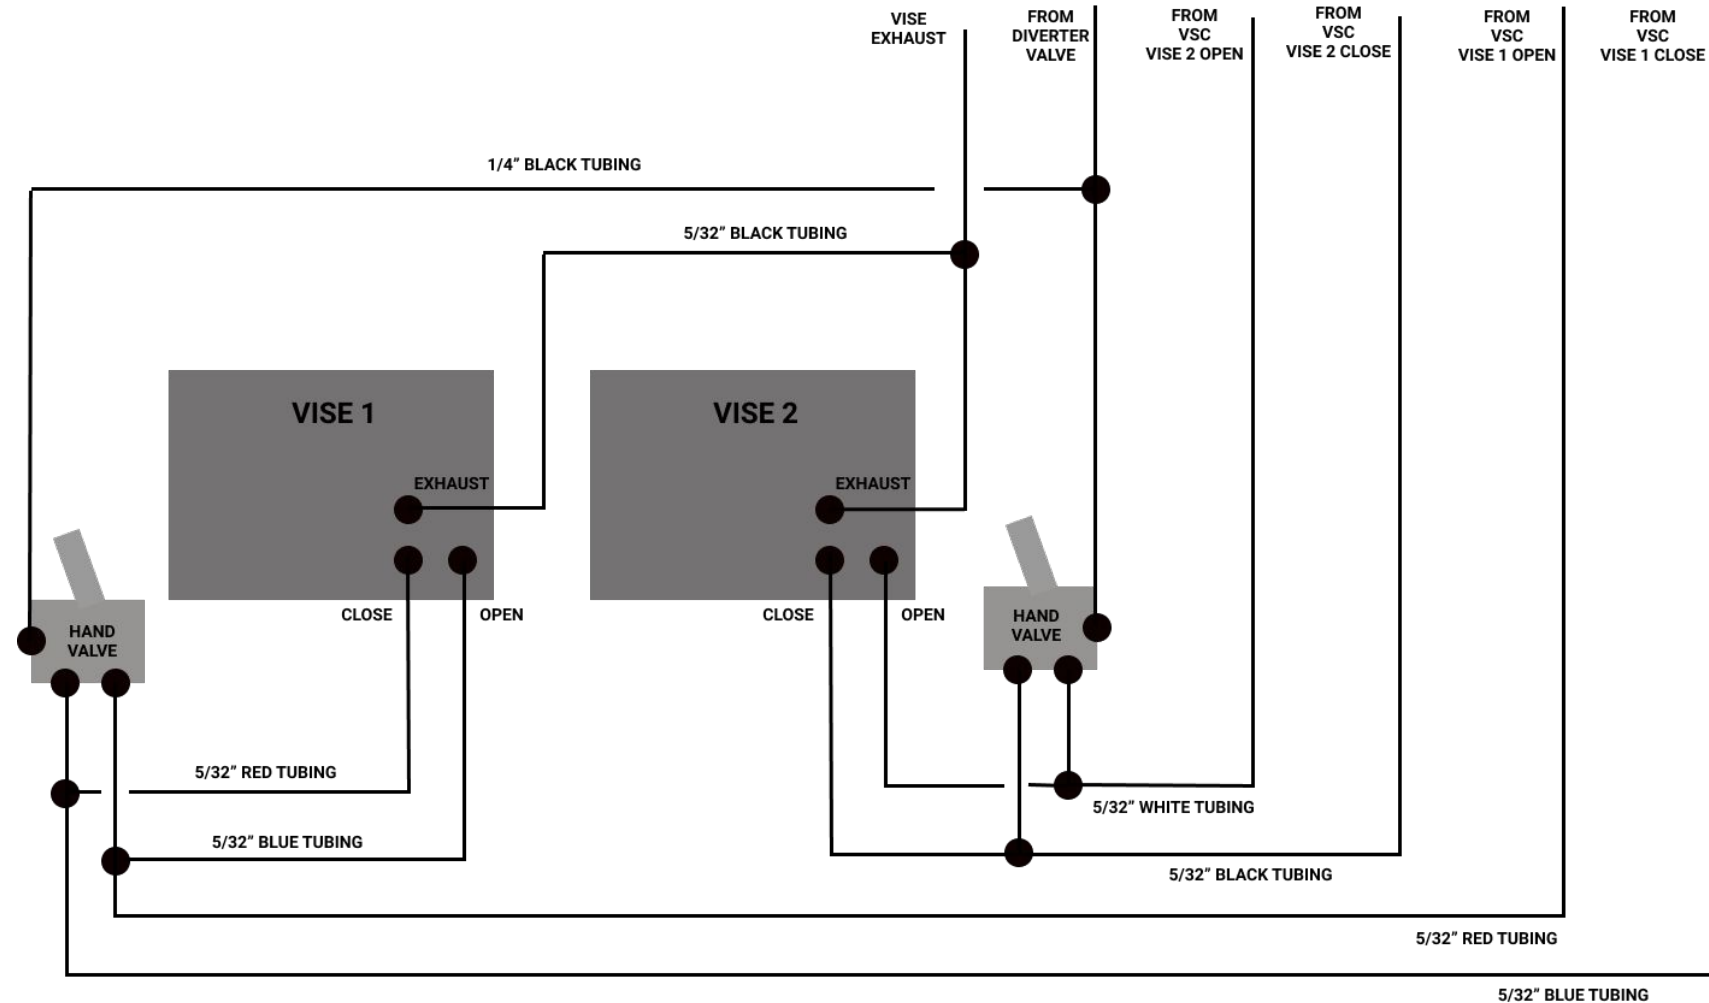 VISE
EXHAUST
FROM
DIVERTER
VALVE
FROM
VSC
VISE 2 OPEN
FROM
VSC
VISE 2 CLOSE
FROM
VSC
VISE 1 OPEN
FROM
VSC
VISE 1 CLOSE
1/4” BLACK TUBING
5/32” BLACK TUBING
VISE 1
EXHAUST
CLOSE
OPEN
VISE 2
EXHAUST
CLOSE
OPEN
HAND
VALVE
HAND
VALVE
5/32” RED TUBING
5/32” BLUE TUBING
5/32” WHITE TUBING
5/32” BLACK TUBING
5/32” RED TUBING
5/32” BLUE TUBING